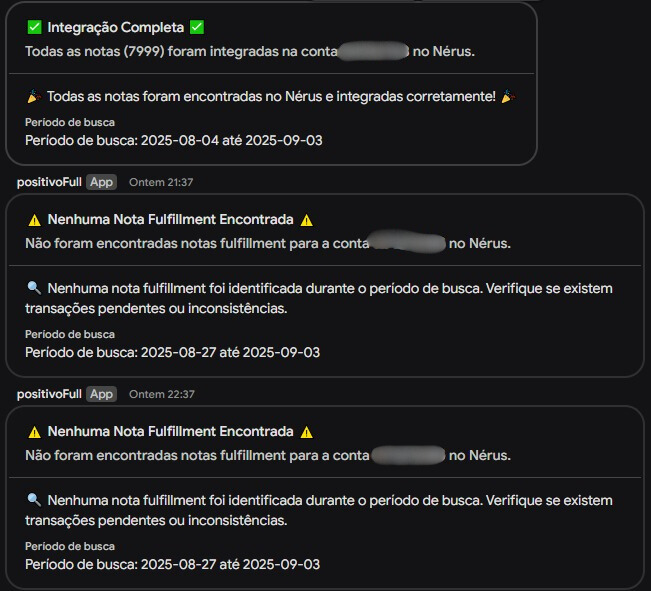 ✅ Integração Completa ✅
Todas as notas (7999) foram integradas na conta no Nérus.
🎉 Todas as notas foram encontradas no Nérus e integradas corretamente! 🎉
Periodo de busca
Período de busca: 2025-08-04 até 2025-09-03
positivoFull App Ontem 21:37
⚠️ Nenhuma Nota Fulfillment Encontrada ⚠️
Não foram encontradas notas fulfillment para a conta no Nérus.
🔍 Nenhuma nota fulfillment foi identificada durante o período de busca. Verifique se existem
transações pendentes ou inconsistências.
Periodo de busca
Período de busca: 2025-08-27 até 2025-09-03
positivoFull App Ontem 22:37
⚠️ Nenhuma Nota Fulfillment Encontrada ⚠️
Não foram encontradas notas fulfillment para a conta no Nérus.
🔍 Nenhuma nota fulfillment foi identificada durante o período de busca. Verifique se existem
transações pendentes ou inconsistências.
Periodo de busca
Período de busca: 2025-08-27 até 2025-09-03